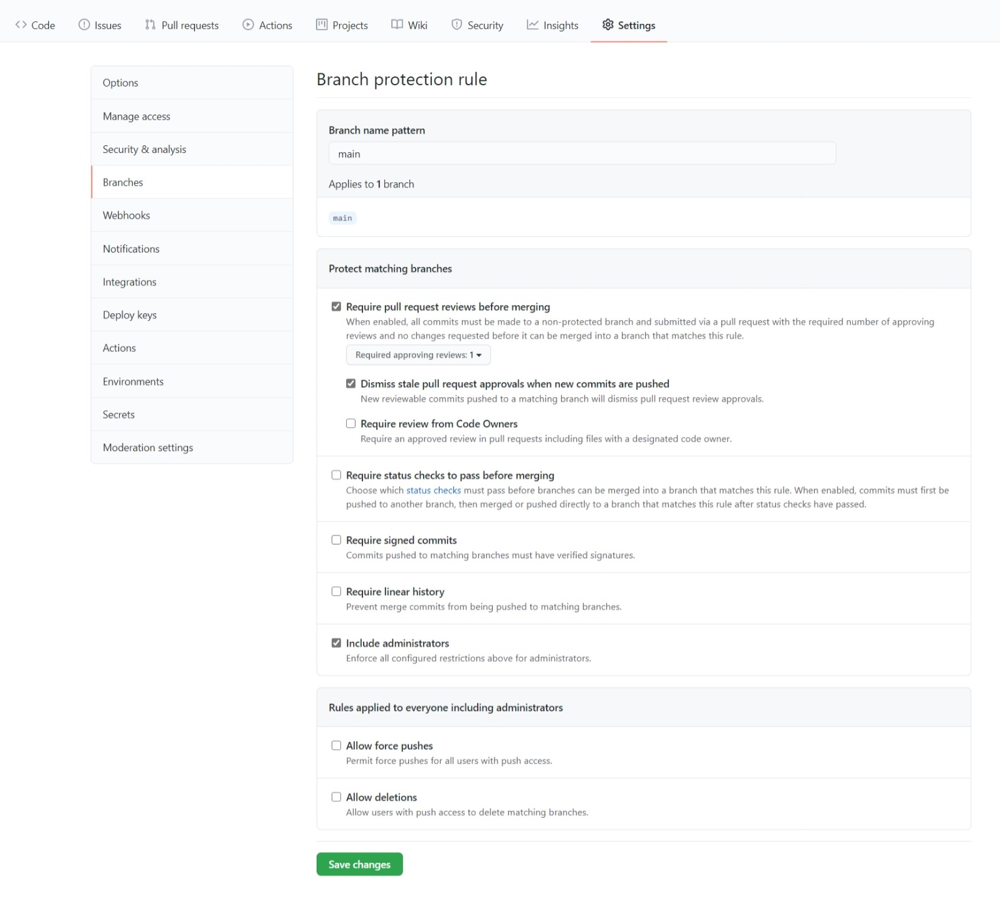 Code Issues Pull requests Actions Projects Wiki Security Insights Settings
Options
Manage access
Security & analysis
Branches
Webhooks
Notifications
Integrations
Deploy keys
Actions
Environments
Secrets
Moderation settings
Branch protection rule
Branch name pattern
main
Applies to 1 branch
main
Protect matching branches
Require pull request reviews before merging
When enabled, all commits must be made to a non-protected branch and submitted via a pull request with the required number of approving
reviews and no changes requested before it can be merged into a branch that matches this rule.
Required approving reviews: 1
Dismiss stale pull request approvals when new commits are pushed
New reviewable commits pushed to a matching branch will dismiss pull request review approvals.
Require review from Code Owners
Require an approved review in pull requests including files with a designated code owner.
Require status checks to pass before merging
Choose which status checks must pass before branches can be merged into a branch that matches this rule. When enabled, commits must first be
pushed to another branch, then merged or pushed directly to a branch that matches this rule after status checks have passed.
Require signed commits
Commits pushed to matching branches must have verified signatures.
Require linear history
Prevent merge commits from being pushed to matching branches.
Include administrators
Enforce all configured restrictions above for administrators.
Rules applied to everyone including administrators
Allow force pushes
Permit force pushes for all users with push access.
Allow deletions
Allow users with push access to delete matching branches.
Save changes